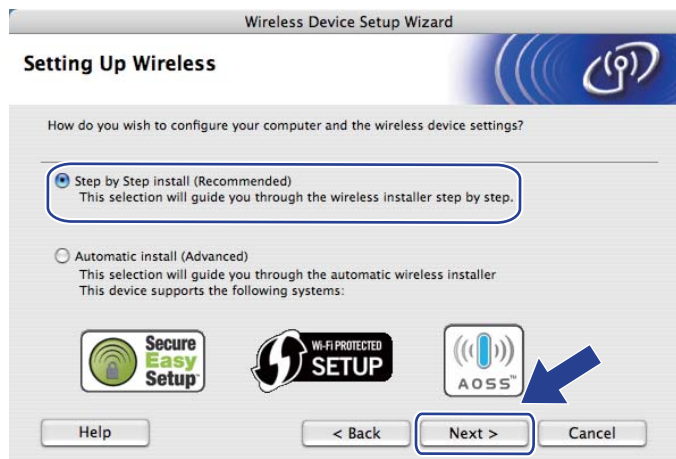 Wireless Device Setup Wizard
Setting Up Wireless
How do you wish to configure your computer and the wireless device settings?
Step by Step install (Recommended)
This selection will guide you through the wireless installer step by step.
Automatic install (Advanced)
This selection will guide you through the automatic wireless installer
This device supports the following systems:
Secure
Easy
Setup™
Wi-Fi PROTECTED
SETUP
AOSS™
Help
< Back
Next >
Cancel